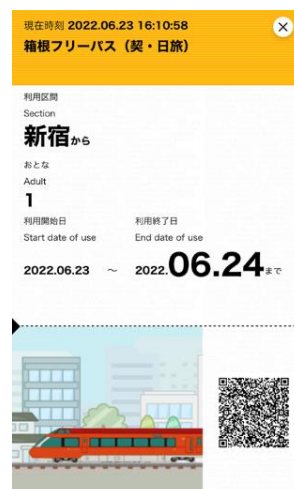 現在時刻 2022.06.23 16:10:58
箱根フリーパス（契・日旅）
利用区間
Section
新宿から
おとな
Adult
1
利用開始日 利用終了日
Start date of use End date of use
2022.06.23 ～ 2022.06.24まで